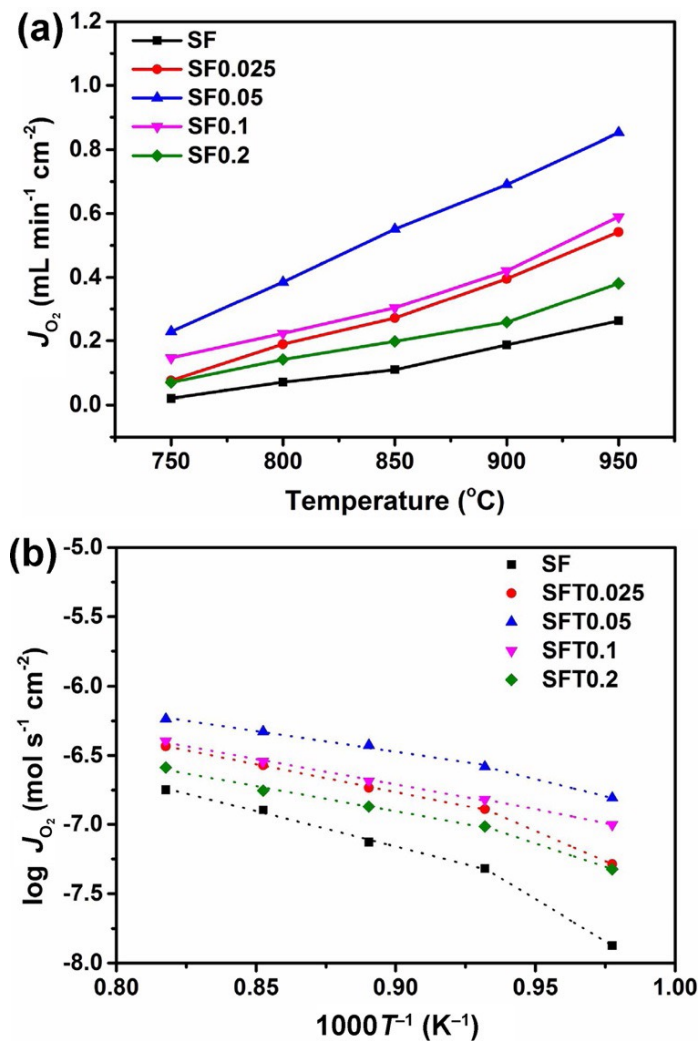 (a)
1.2
1.0
0.8
0.6
0.4
0.2
0.0
J_O₂ (mL min⁻¹ cm⁻²)
SF
SF0.025
SF0.05
SF0.1
SF0.2
750 800 850 900 950
Temperature (°C)
(b)
-5.0
-5.5
-6.0
-6.5
-7.0
-7.5
-8.0
log J_O₂ (mol s⁻¹ cm⁻²)
SF
SFT0.025
SFT0.05
SFT0.1
SFT0.2
0.80 0.85 0.90 0.95 1.00
1000T⁻¹ (K⁻¹)